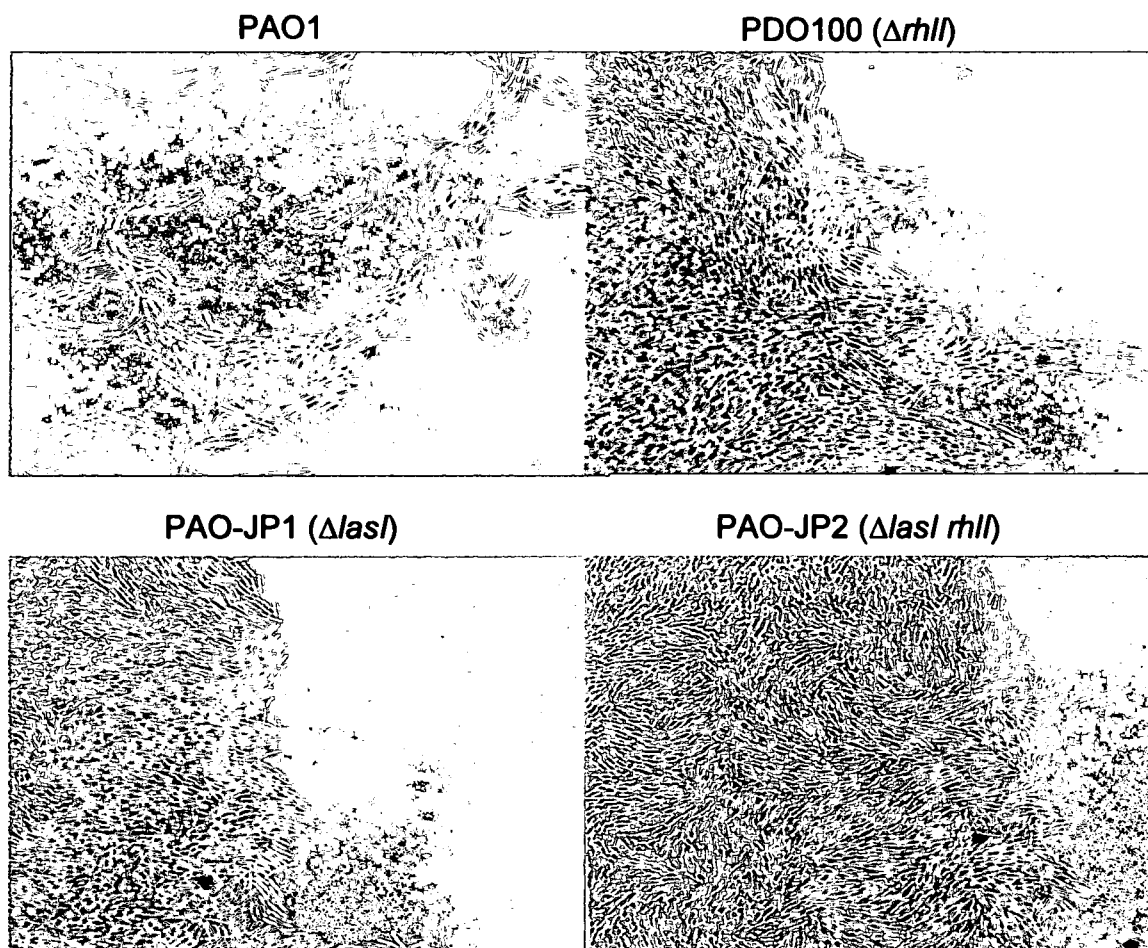 PAO1
PDO100 (ΔrhlI)
PAO-JP1 (ΔlasI)
PAO-JP2 (ΔlasI rhlI)